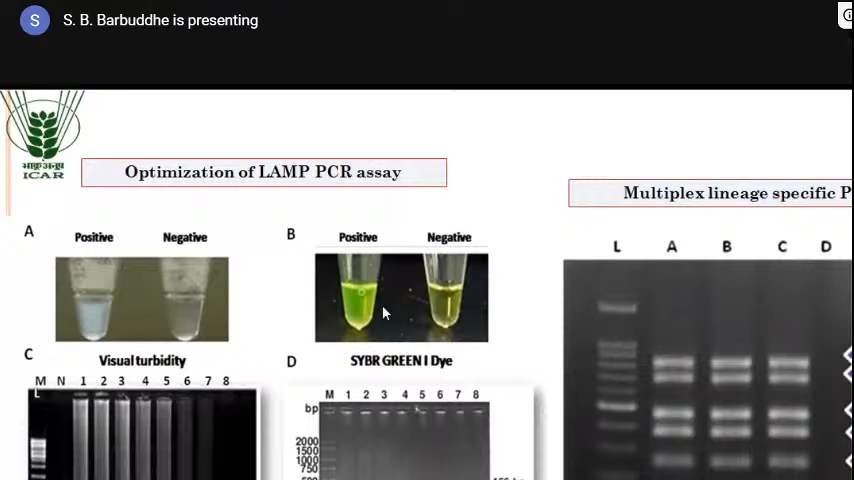 S
S. B. Barbuddhe is presenting
भाकृअनुप
ICAR
Optimization of LAMP PCR assay
Multiplex lineage specific P
A
Positive
Negative
B
Positive
Negative
L A B C D
C
Visual turbidity
D
SYBR GREEN I Dye
M N 1 2 3 4 5 6 7 8
L
M 1 2 3 4 5 6 7 8
bp
2000
1500
1000
750